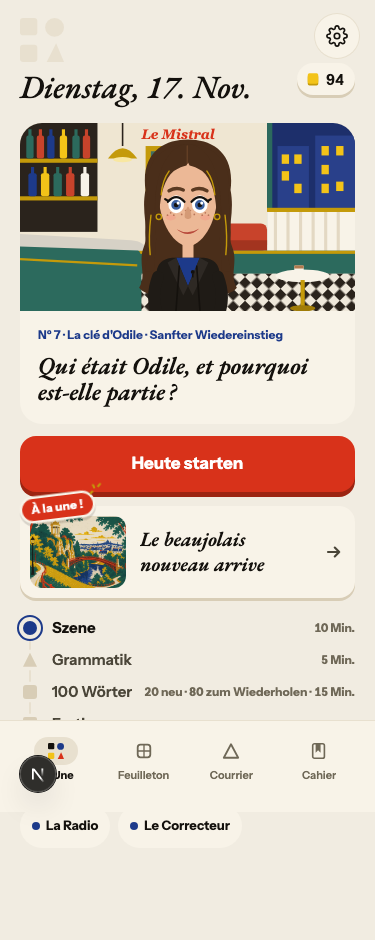 Dienstag, 17. Nov.
94
Le Mistral
Nº 7 · La clé d'Odile · Sanfter Wiedereinstieg
Qui était Odile, et pourquoi
est-elle partie ?
Heute starten
À la une !
Le beaujolais
nouveau arrive
Szene
10 Min.
Grammatik
5 Min.
100 Wörter
20 neu · 80 zum Wiederholen · 15 Min.
N
Une
Feuilleton
Courrier
Cahier
La Radio
Le Correcteur